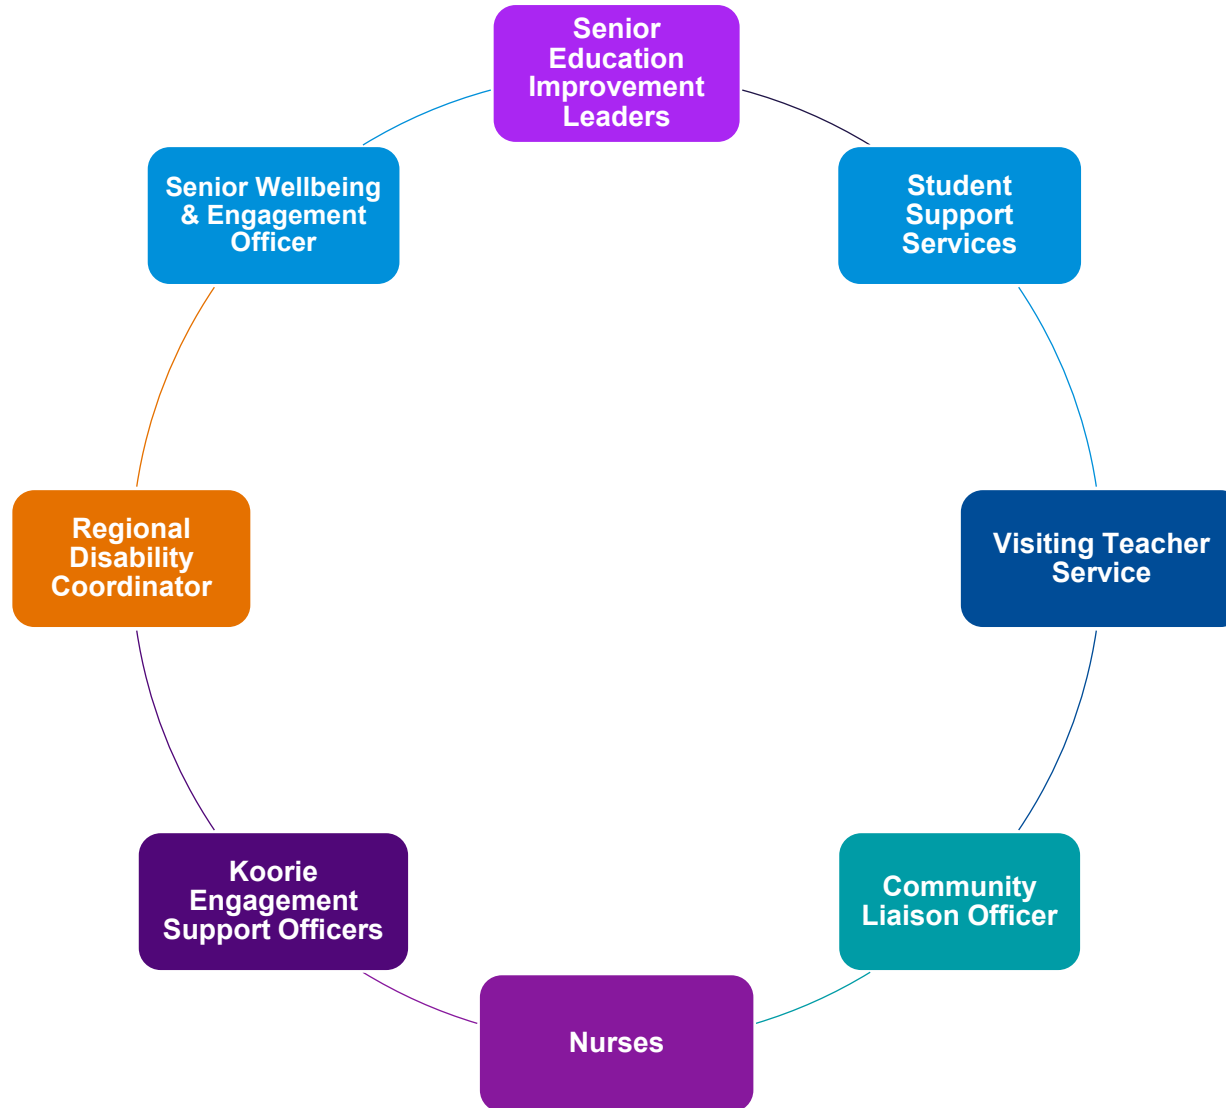 Senior
Education
Improvement
Leaders
Student
Support
Services
Visiting Teacher
Service
Community
Liaison Officer
Nurses
Koorie
Engagement
Support Officers
Regional
Disability
Coordinator
Senior Wellbeing
& Engagement
Officer